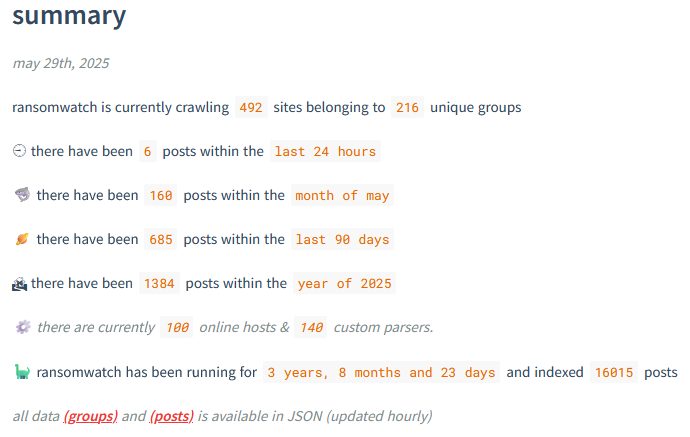 summary
may 29th, 2025
ransomwatch is currently crawling 492 sites belonging to 216 unique groups
there have been 6 posts within the last 24 hours
there have been 160 posts within the month of may
there have been 685 posts within the last 90 days
there have been 1384 posts within the year of 2025
there are currently 100 online hosts & 140 custom parsers.
ransomwatch has been running for 3 years, 8 months and 23 days and indexed 16015 posts
all data (groups) and (posts) is available in JSON (updated hourly)